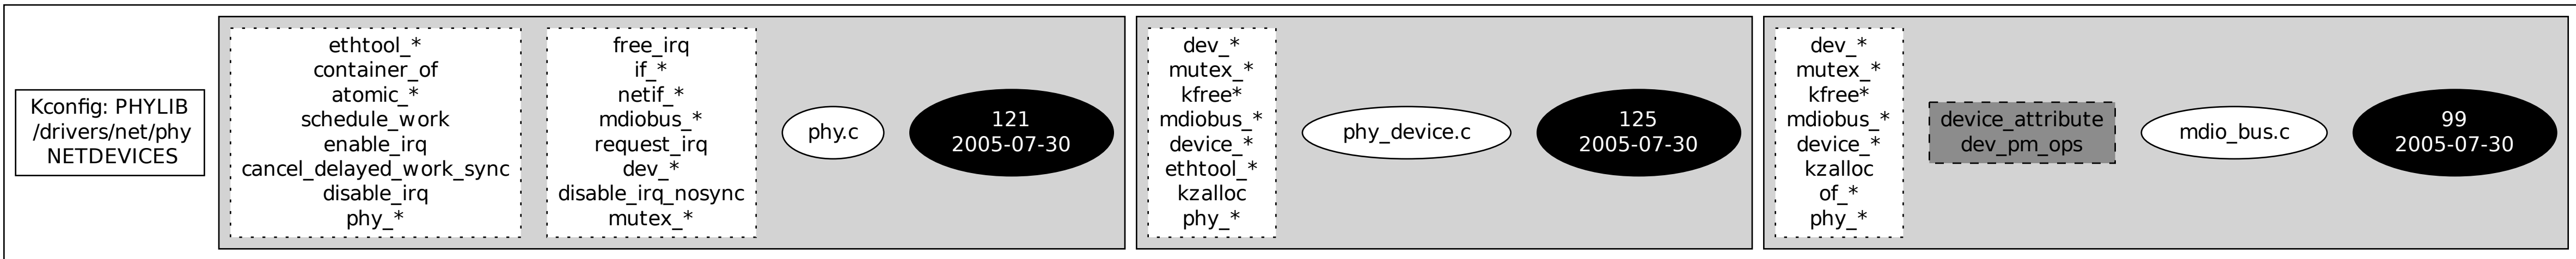 Kconfig: PHYLIB
/drivers/net/phy
NETDEVICES
ethtool_*
container_of
atomic_*
schedule_work
enable_irq
cancel_delayed_work_sync
disable_irq
phy_*
free_irq
if_*
netif_*
mdiobus_*
request_irq
dev_*
disable_irq_nosync
mutex_*
phy.c
121
2005-07-30
dev_*
mutex_*
kfree*
mdiobus_*
device_*
ethtool_*
kzalloc
phy_*
phy_device.c
125
2005-07-30
dev_*
mutex_*
kfree*
mdiobus_*
device_*
kzalloc
of_*
phy_*
device_attribute
dev_pm_ops
mdio_bus.c
99
2005-07-30